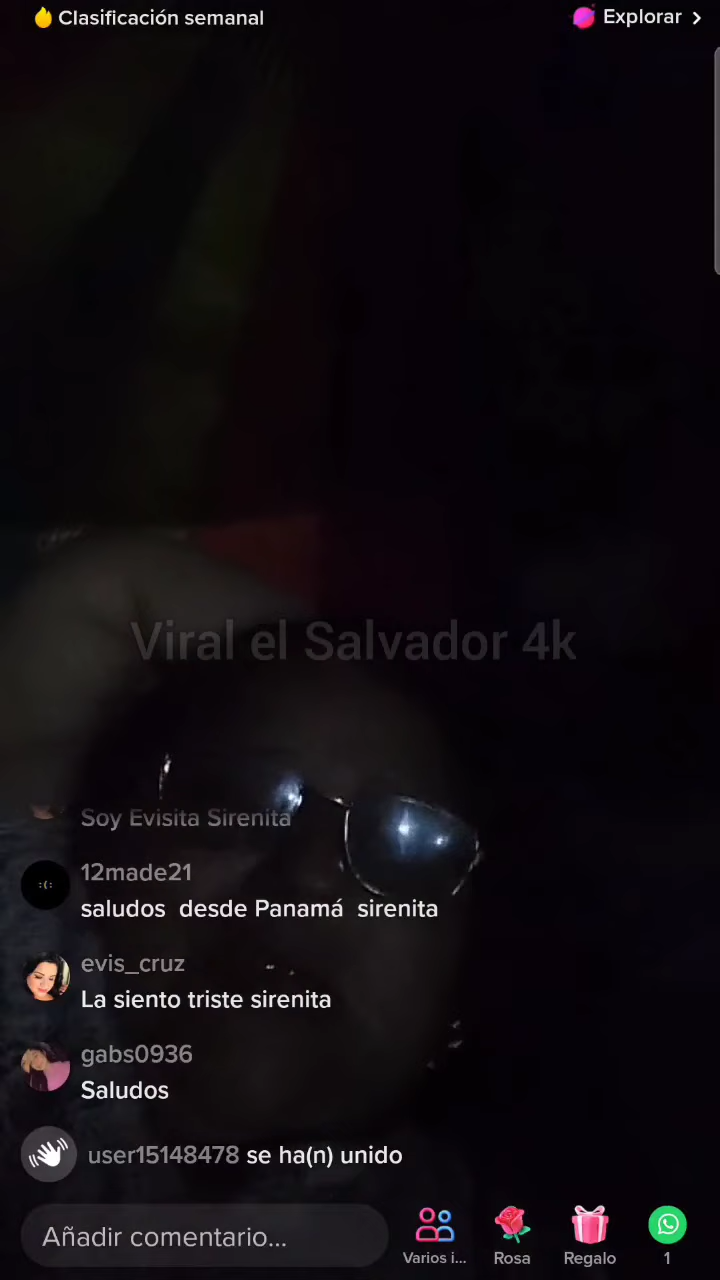 Clasificación semanal
Explorar
Viral el Salvador 4k
Soy Evisita Sirenita
12made21
saludos desde Panamá sirenita
evis_cruz
La siento triste sirenita
gabs0936
Saludos
user15148478 se ha(n) unido
Añadir comentario...
Varios i...
Rosa
Regalo
1